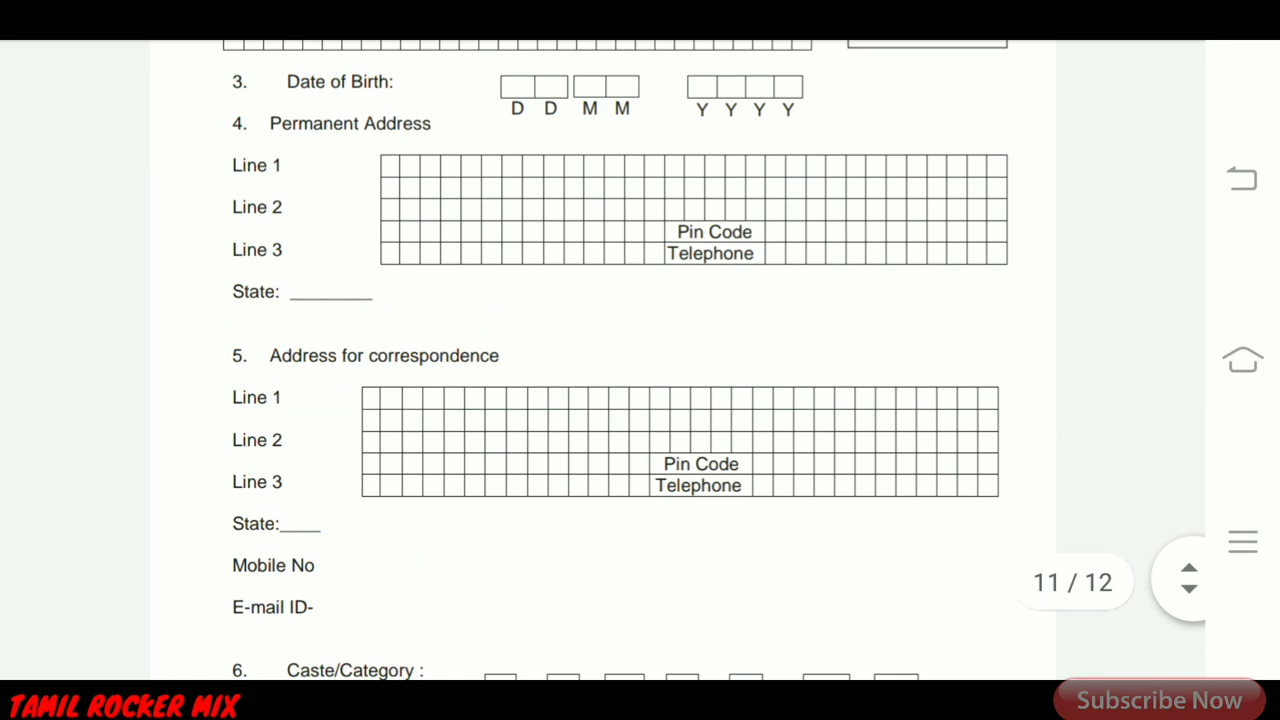 3. Date of Birth:
D D M M Y Y Y Y
4. Permanent Address
Line 1
Line 2
Pin Code
Line 3 Telephone
State: ________
5. Address for correspondence
Line 1
Line 2
Pin Code
Line 3 Telephone
State:____
Mobile No
E-mail ID-
11 / 12
6. Caste/Category :
TAMIL ROCKER MIX
Subscribe Now